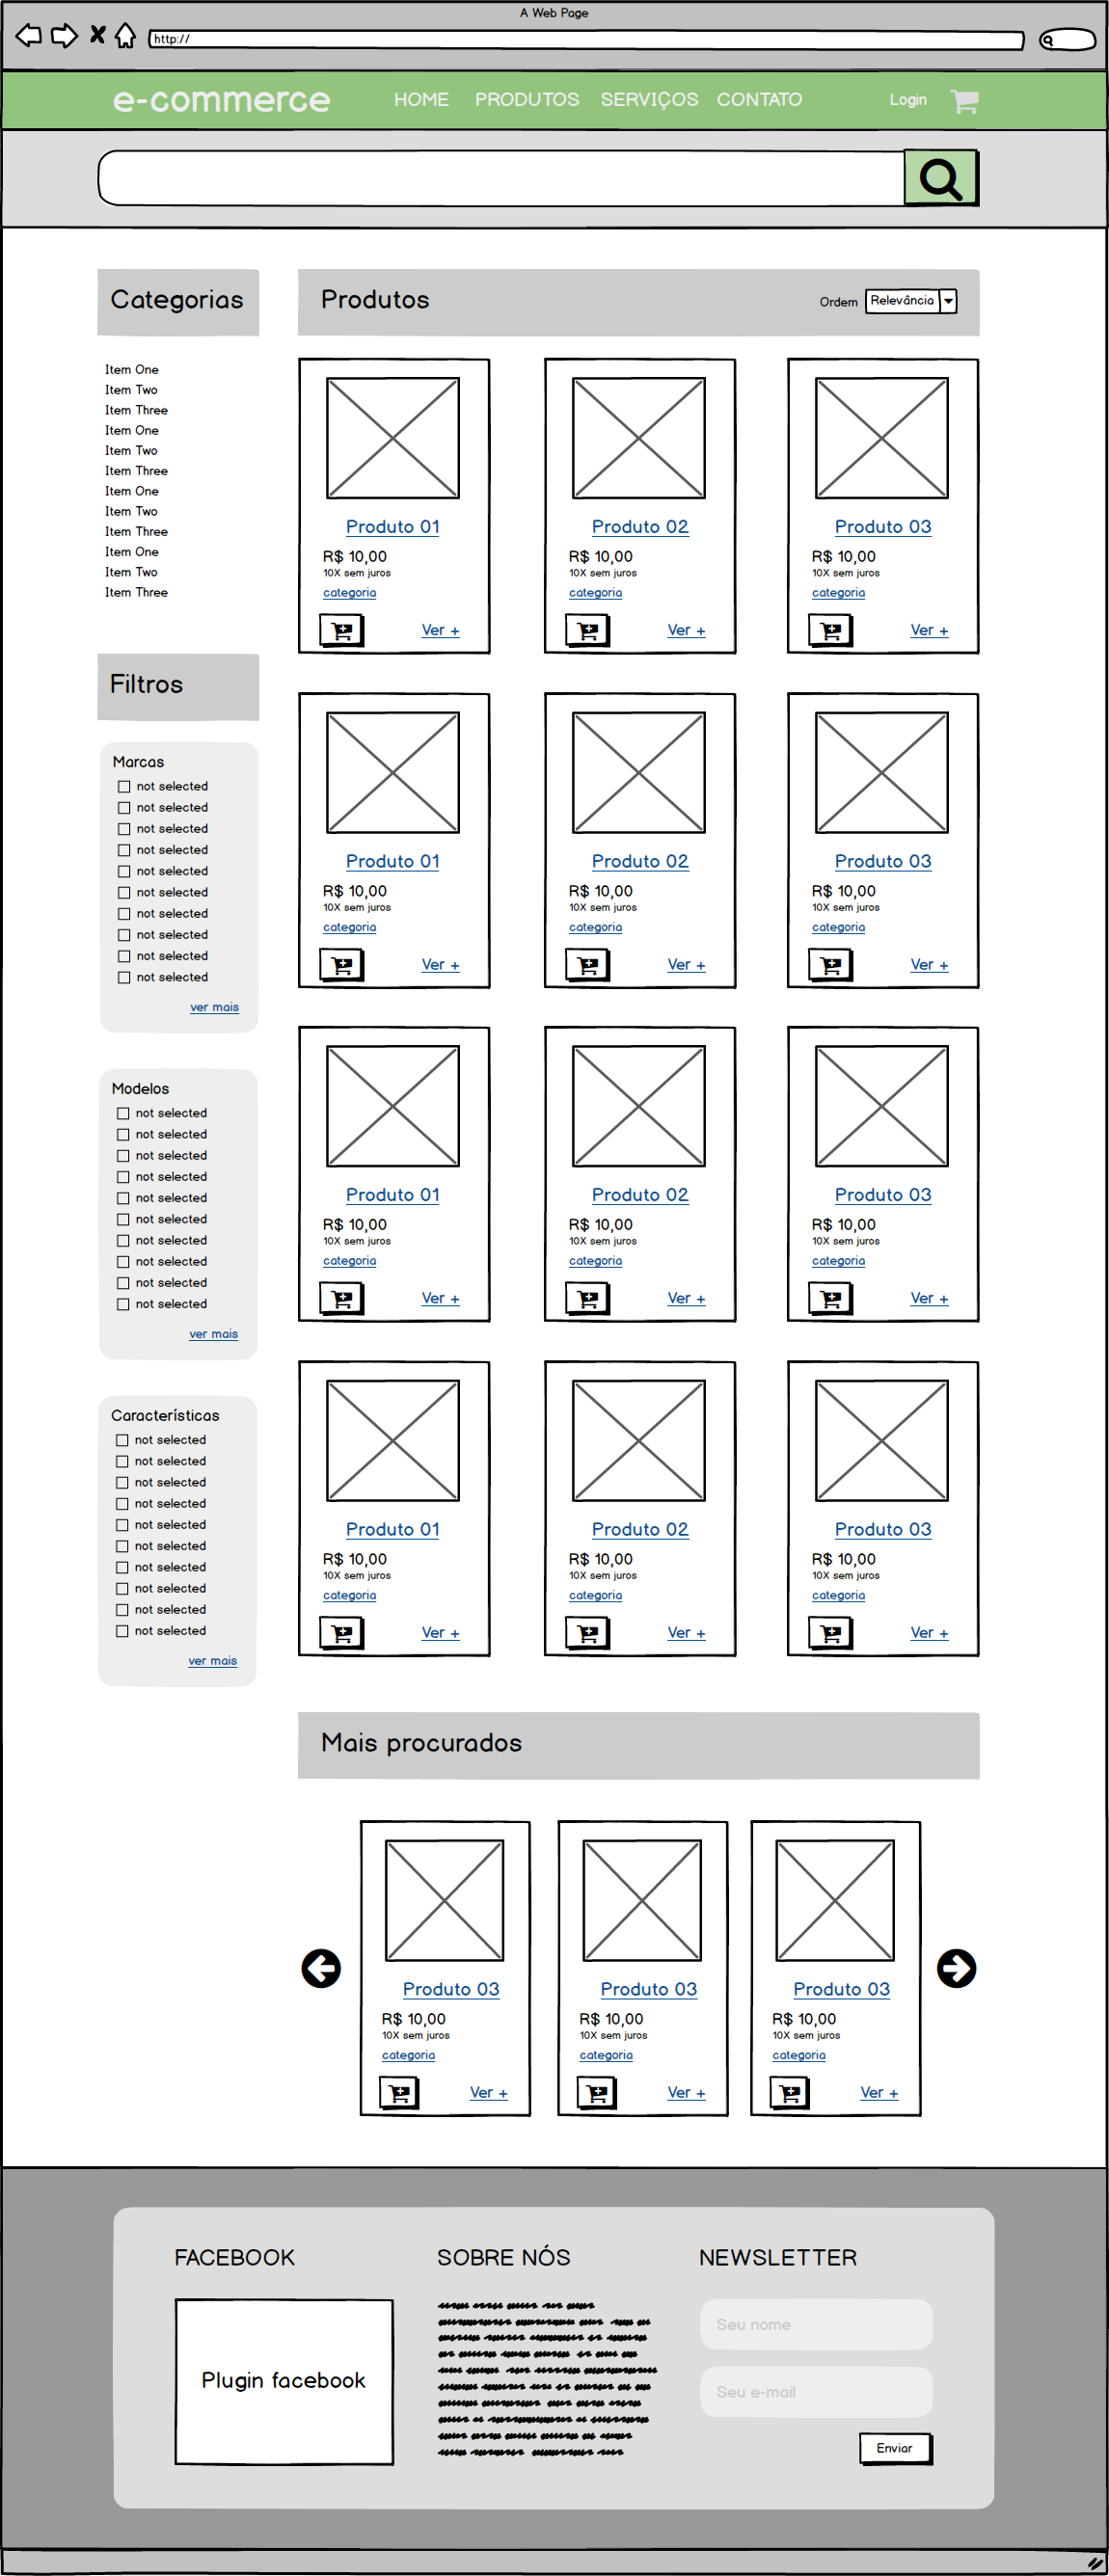 A Web Page
http://
e-commerce HOME PRODUTOS SERVIÇOS CONTATO Login
Categorias
Item One
Item Two
Item Three
Item One
Item Two
Item Three
Item One
Item Two
Item Three
Item One
Item Two
Item Three
Filtros
Marcas
not selected
not selected
not selected
not selected
not selected
not selected
not selected
not selected
not selected
not selected
ver mais
Modelos
not selected
not selected
not selected
not selected
not selected
not selected
not selected
not selected
not selected
not selected
ver mais
Características
not selected
not selected
not selected
not selected
not selected
not selected
not selected
not selected
not selected
not selected
ver mais
Produtos Ordem Relevância
Produto 01 Produto 02 Produto 03
R$ 10,00 R$ 10,00 R$ 10,00
10X sem juros 10X sem juros 10X sem juros
categoria categoria categoria
Ver + Ver + Ver +
Produto 01 Produto 02 Produto 03
R$ 10,00 R$ 10,00 R$ 10,00
10X sem juros 10X sem juros 10X sem juros
categoria categoria categoria
Ver + Ver + Ver +
Produto 01 Produto 02 Produto 03
R$ 10,00 R$ 10,00 R$ 10,00
10X sem juros 10X sem juros 10X sem juros
categoria categoria categoria
Ver + Ver + Ver +
Produto 01 Produto 02 Produto 03
R$ 10,00 R$ 10,00 R$ 10,00
10X sem juros 10X sem juros 10X sem juros
categoria categoria categoria
Ver + Ver + Ver +
Mais procurados
Produto 03 Produto 03 Produto 03
R$ 10,00 R$ 10,00 R$ 10,00
10X sem juros 10X sem juros 10X sem juros
categoria categoria categoria
Ver + Ver + Ver +
FACEBOOK
Plugin facebook
SOBRE NÓS
NEWSLETTER
Seu nome
Seu e-mail
Enviar